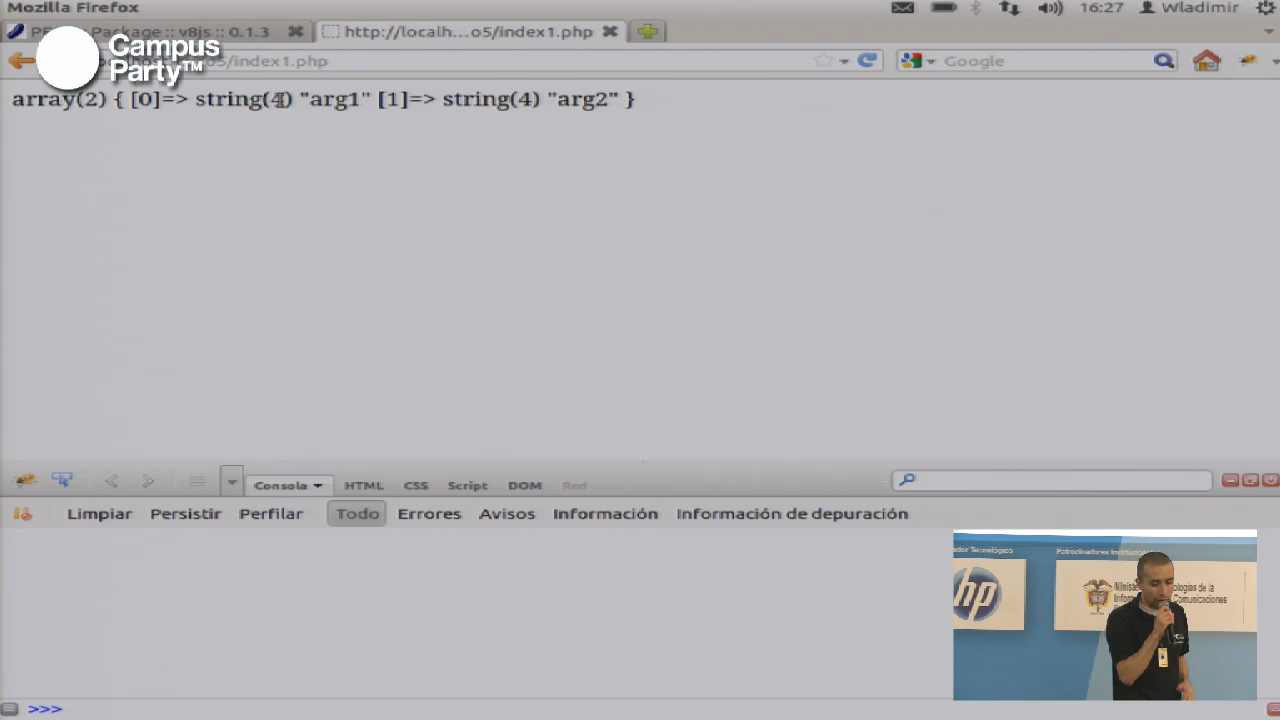 Mozilla Firefox
16:27 Wladimir
Package :: v8js :: 0.1.3
http://localh...o5/index1.php
Campus
Party™
o5/index1.php
Google
array(2) { [0]=> string(4) "arg1" [1]=> string(4) "arg2" }
Consola HTML CSS Script DOM Red
Limpiar Persistir Perfilar Todo Errores Avisos Información Información de depuración
Patrocinadores
hp
>>>